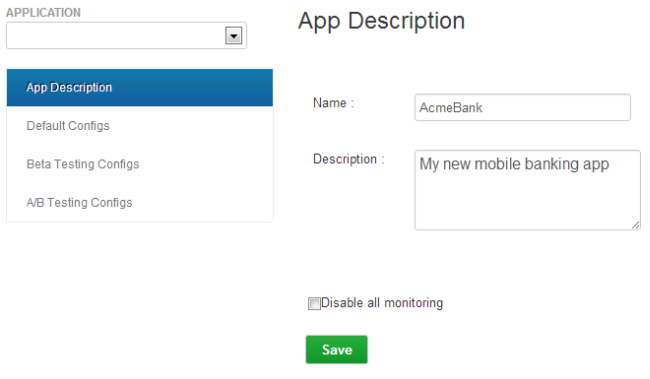 APPLICATION
App Description
Default Configs
Beta Testing Configs
A/B Testing Configs
App Description
Name :
AcmeBank
Description :
My new mobile banking app
Disable all monitoring
Save